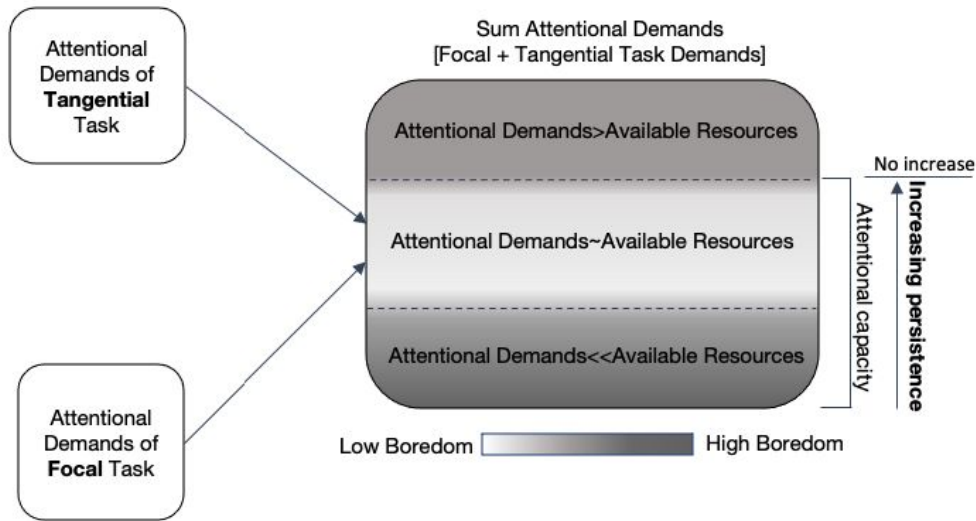 Attentional
Demands of
Tangential
Task
Sum Attentional Demands
[Focal + Tangential Task Demands]
Attentional Demands>Available Resources
Attentional Demands~Available Resources
Attentional Demands<<Available Resources
No increase
Attentional capacity
Increasing persistence
Attentional
Demands of
Focal Task
Low Boredom
High Boredom